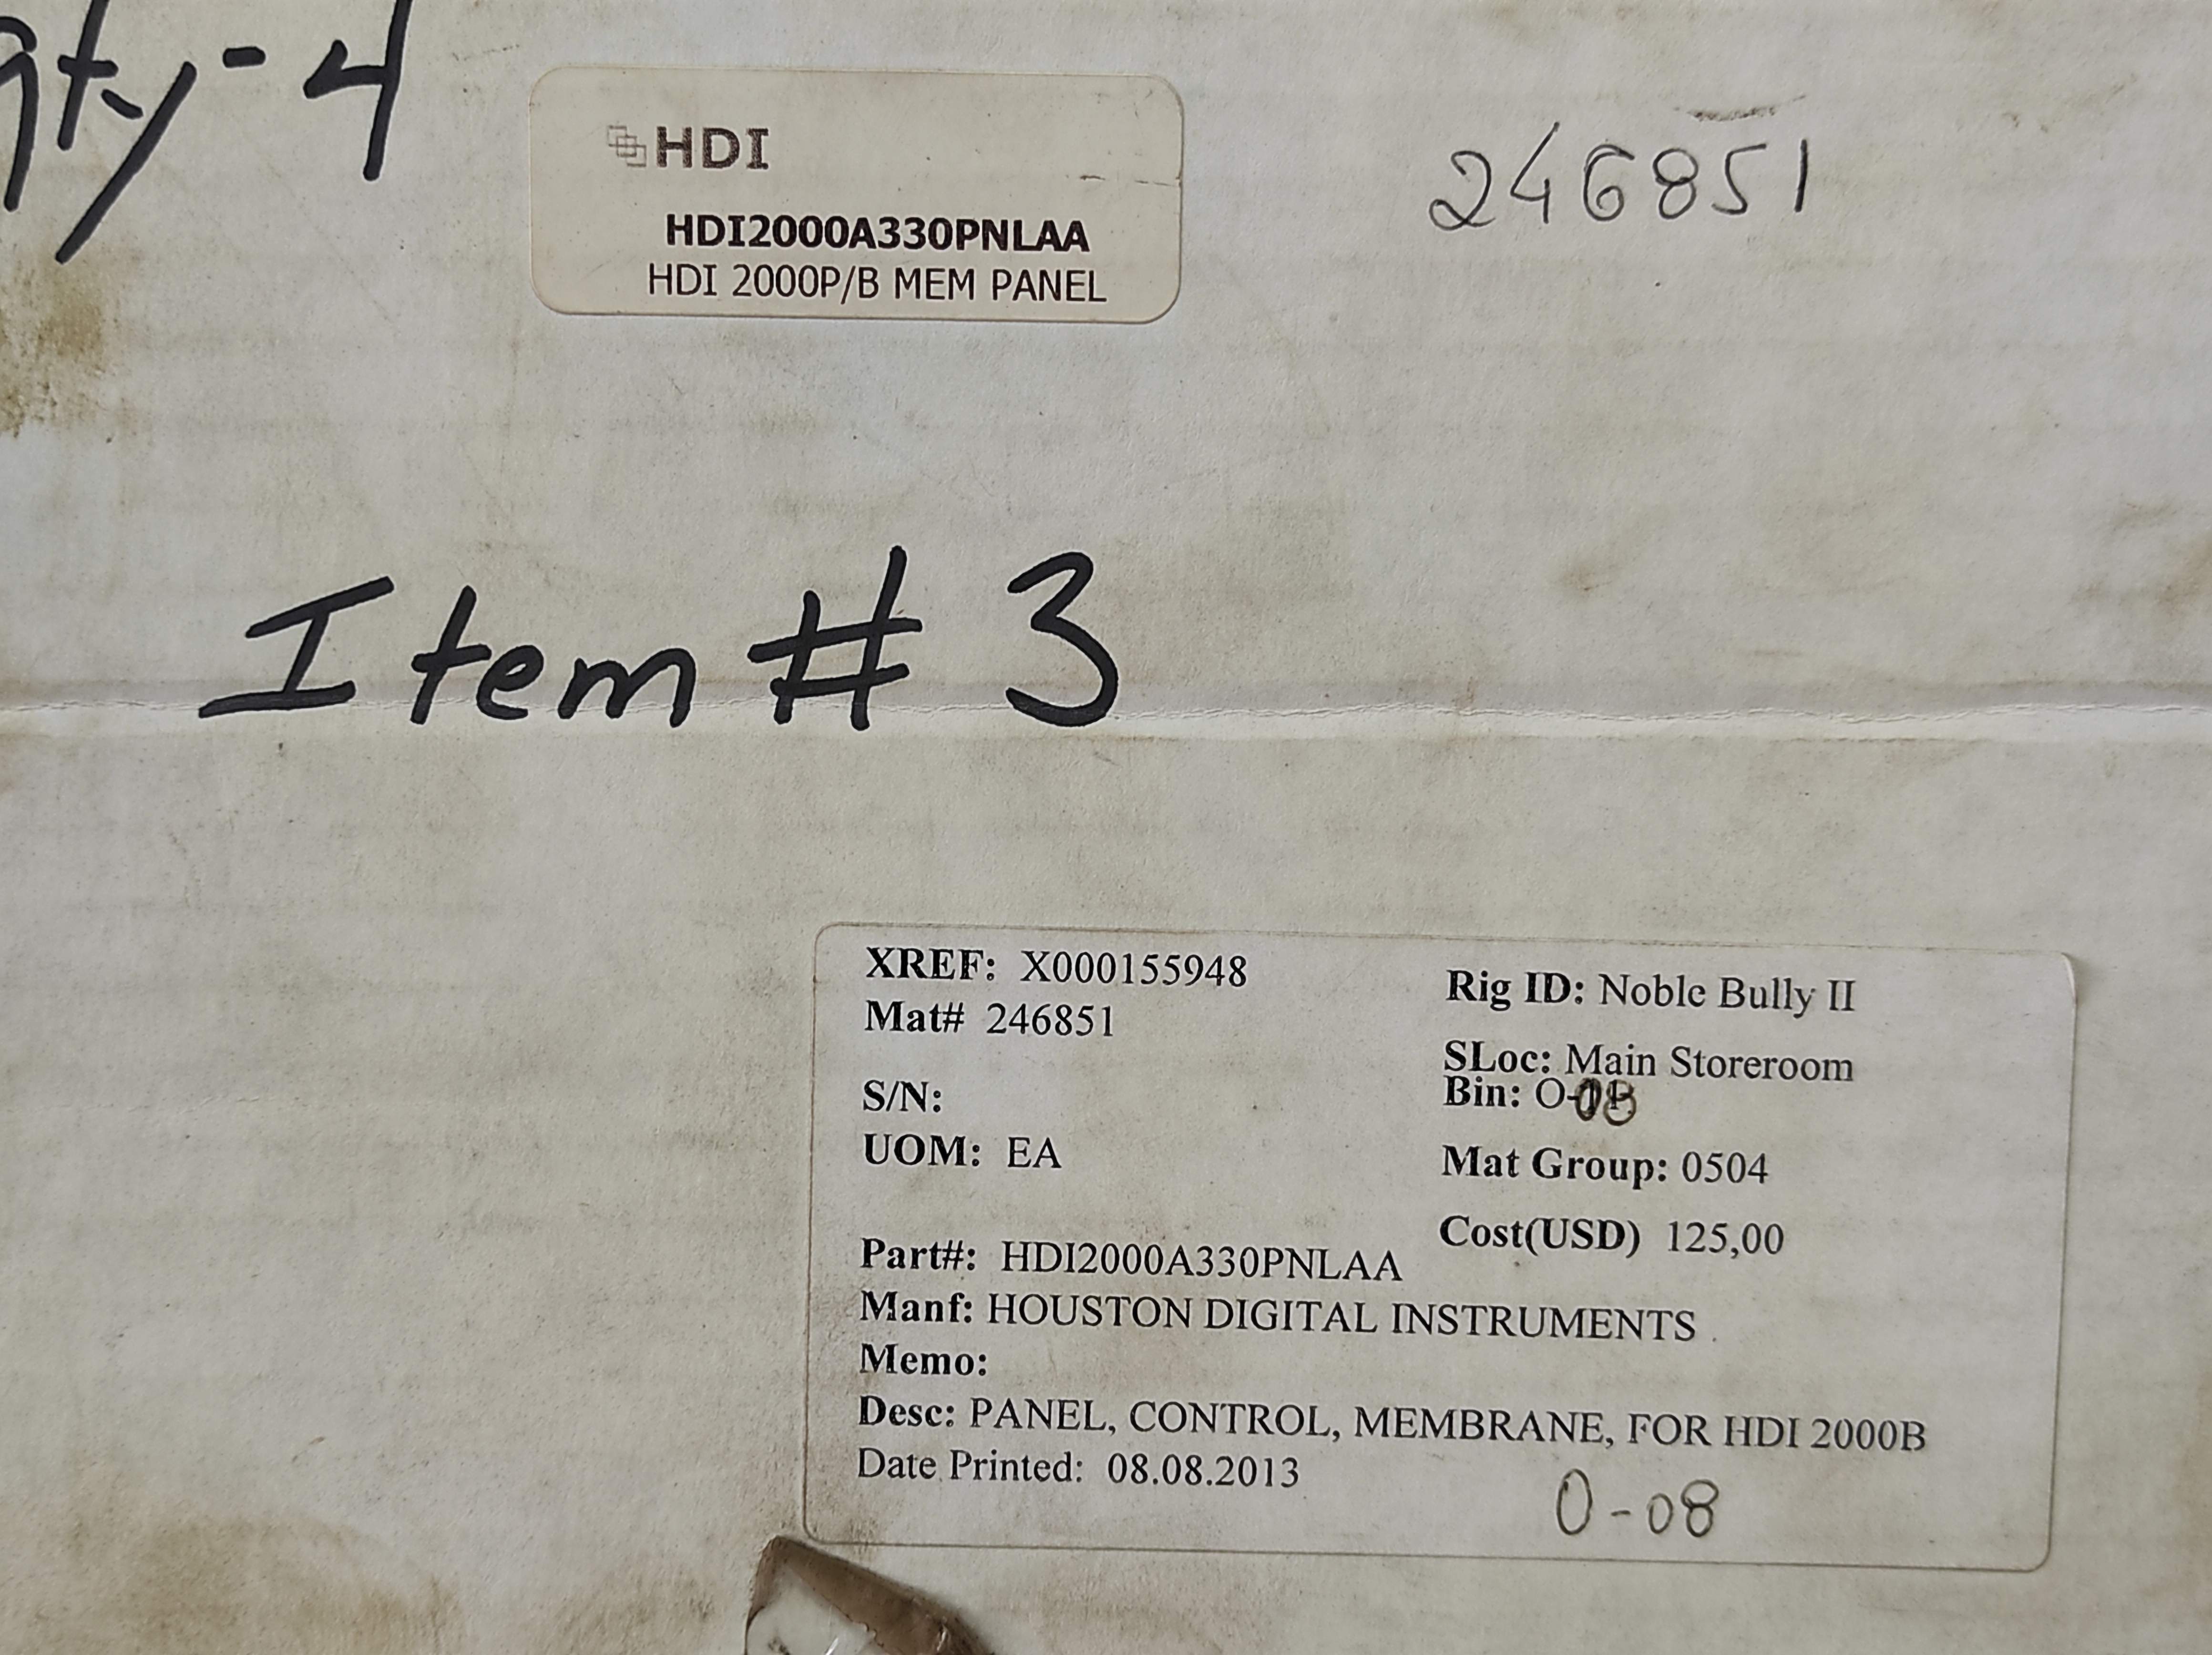 qty-4
HDI
HDI2000A330PNLAA
HDI 2000P/B MEM PANEL
246851
Item # 3
XREF: X000155948
Mat# 246851
S/N:
UOM: EA
Rig ID: Noble Bully II
SLoc: Main Storeroom
Bin: O-08
Mat Group: 0504
Cost(USD) 125,00
Part#: HDI2000A330PNLAA
Manf: HOUSTON DIGITAL INSTRUMENTS
Memo:
Desc: PANEL, CONTROL, MEMBRANE, FOR HDI 2000B
Date Printed: 08.08.2013
O-08